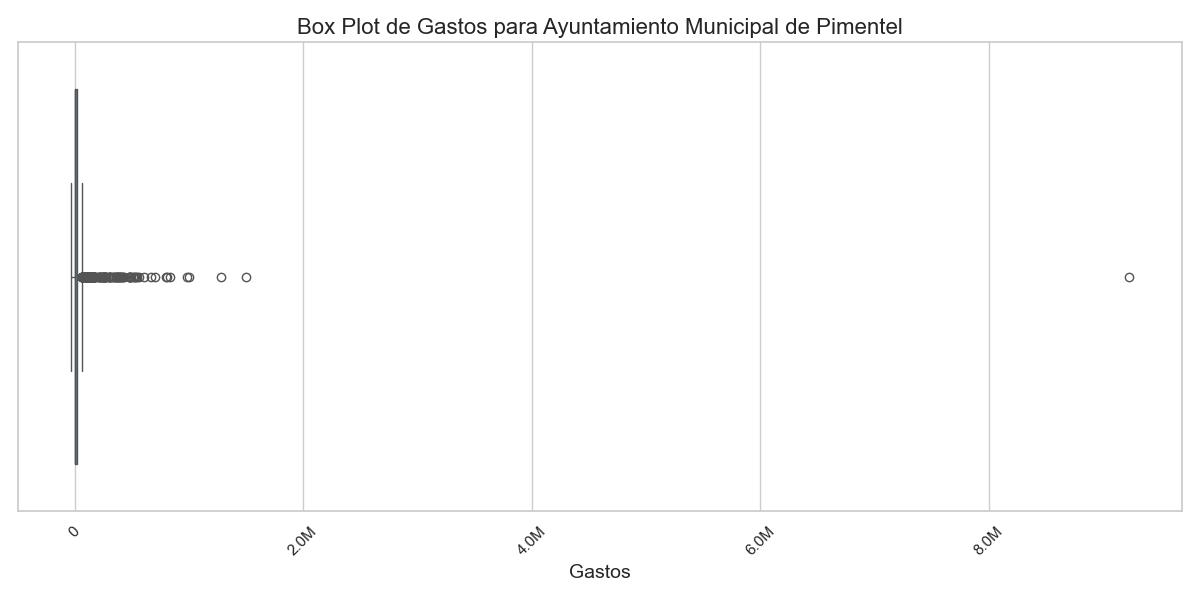 Box Plot de Gastos para Ayuntamiento Municipal de Pimentel
0
2.0M
4.0M
6.0M
8.0M
Gastos